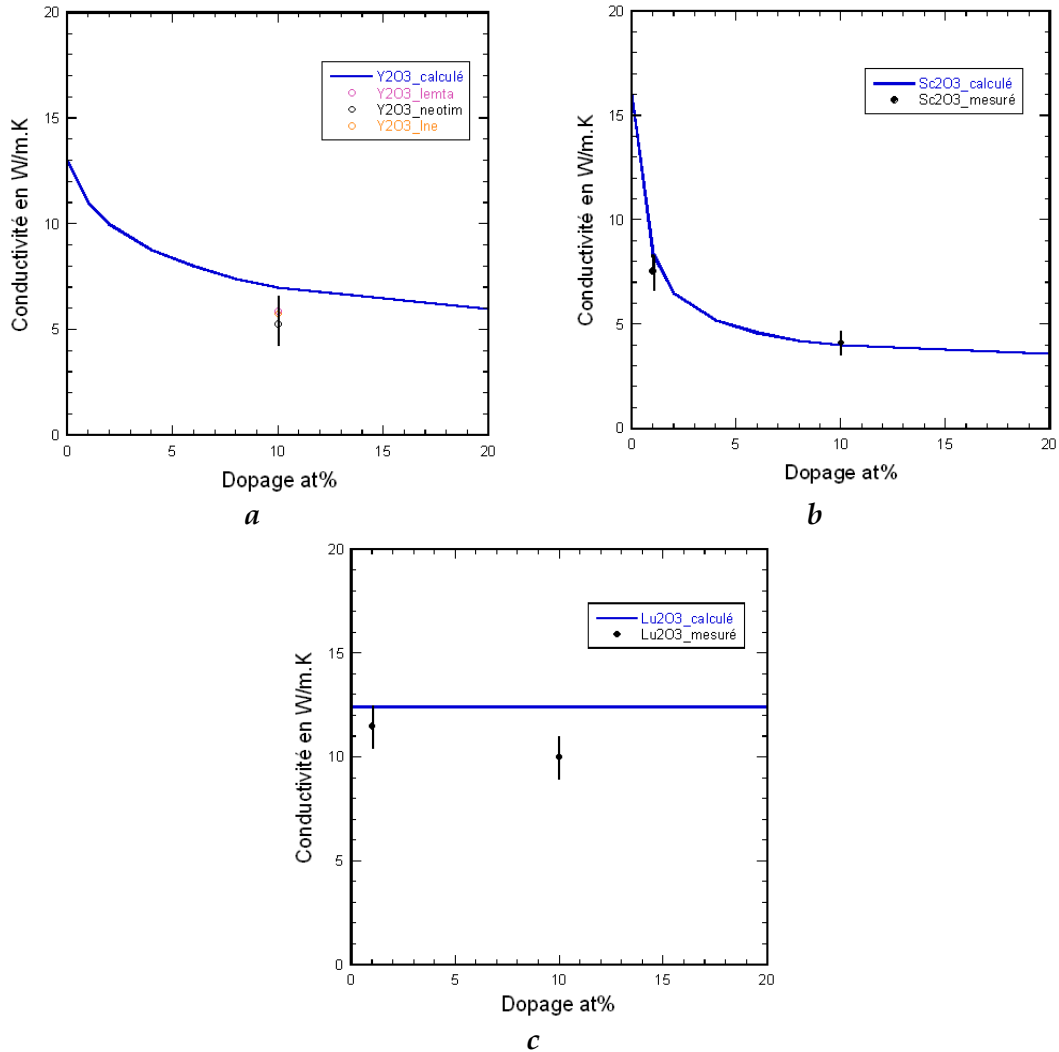 20
15
10
5
0
0
5
10
15
20
Conductivité en W/m.K
Dopage at%
Y2O3_calculé
Y2O3_lemta
Y2O3_neotim
Y2O3_lne
a
20
15
10
5
0
0
5
10
15
20
Conductivité en W/m.K
Dopage at%
Sc2O3_calculé
Sc2O3_mesuré
b
20
15
10
5
0
0
5
10
15
20
Conductivité en W/m.K
Dopage at%
Lu2O3_calculé
Lu2O3_mesuré
c